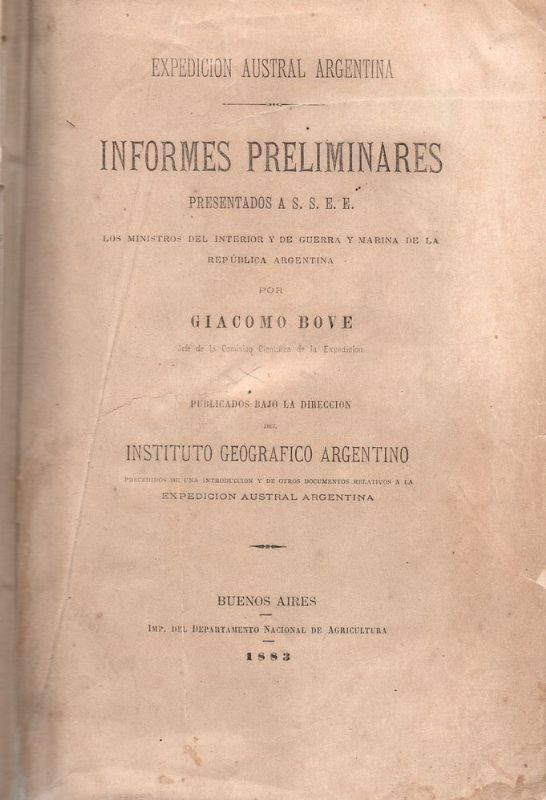 EXPEDICION AUSTRAL ARGENTINA
INFORMES PRELIMINARES
PRESENTADOS A S. S. E. E.
LOS MINISTROS DEL INTERIOR Y DE GUERRA Y MARINA DE LA
REPÚBLICA ARGENTINA
POR
GIACOMO BOVE
Jefe de la Comision Cientifica de la Expedicion
PUBLICADOS BAJO LA DIRECCION
DEL
INSTITUTO GEOGRAFICO ARGENTINO
PRECEDIDOS DE UNA INTRODUCCION Y DE OTROS DOCUMENTOS RELATIVOS A LA
EXPEDICION AUSTRAL ARGENTINA
BUENOS AIRES
IMP. DEL DEPARTAMENTO NACIONAL DE AGRICULTURA
1883